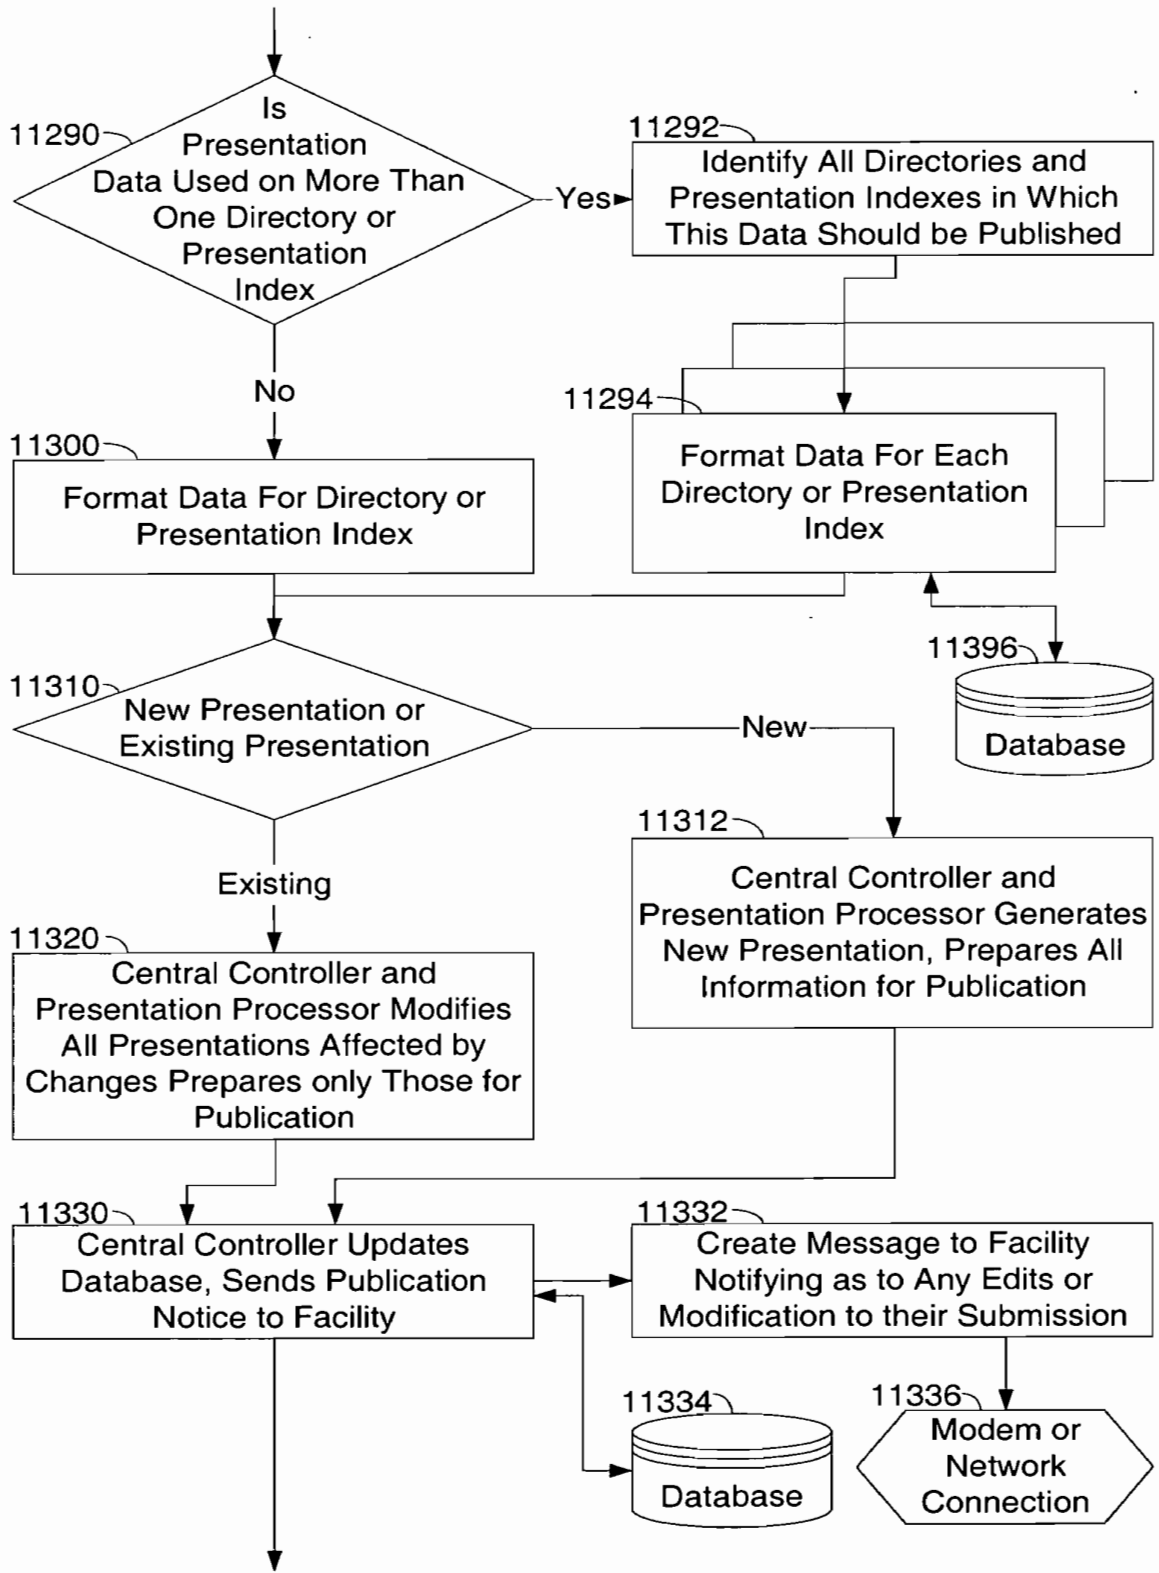 11290
Is
Presentation
Data Used on More Than
One Directory or
Presentation
Index
Yes
11292
Identify All Directories and
Presentation Indexes in Which
This Data Should be Published
No
11294
Format Data For Each
Directory or Presentation
Index
11300
Format Data For Directory or
Presentation Index
11396
Database
11310
New Presentation or
Existing Presentation
New
11312
Central Controller and
Presentation Processor Generates
New Presentation, Prepares All
Information for Publication
Existing
11320
Central Controller and
Presentation Processor Modifies
All Presentations Affected by
Changes Prepares only Those for
Publication
11330
Central Controller Updates
Database, Sends Publication
Notice to Facility
11332
Create Message to Facility
Notifying as to Any Edits or
Modification to their Submission
11334
Database
11336
Modem or
Network
Connection